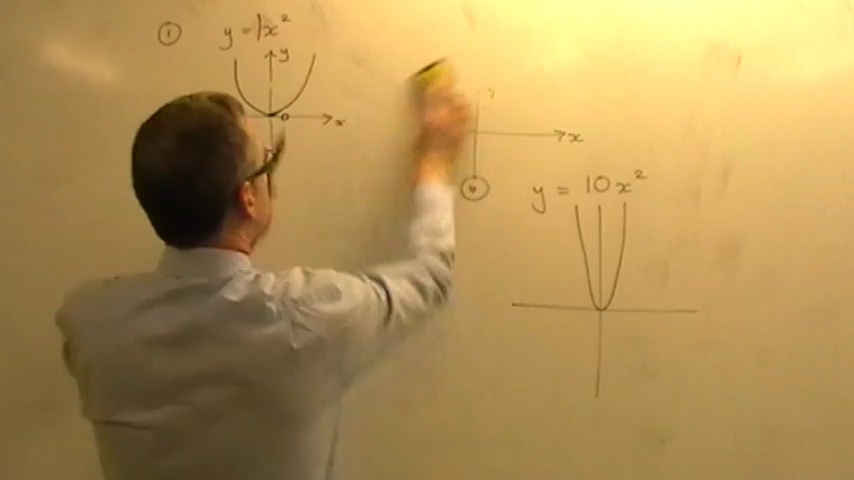 ①
y = 1x²
y
o
x
y
x
④
y = 10x²